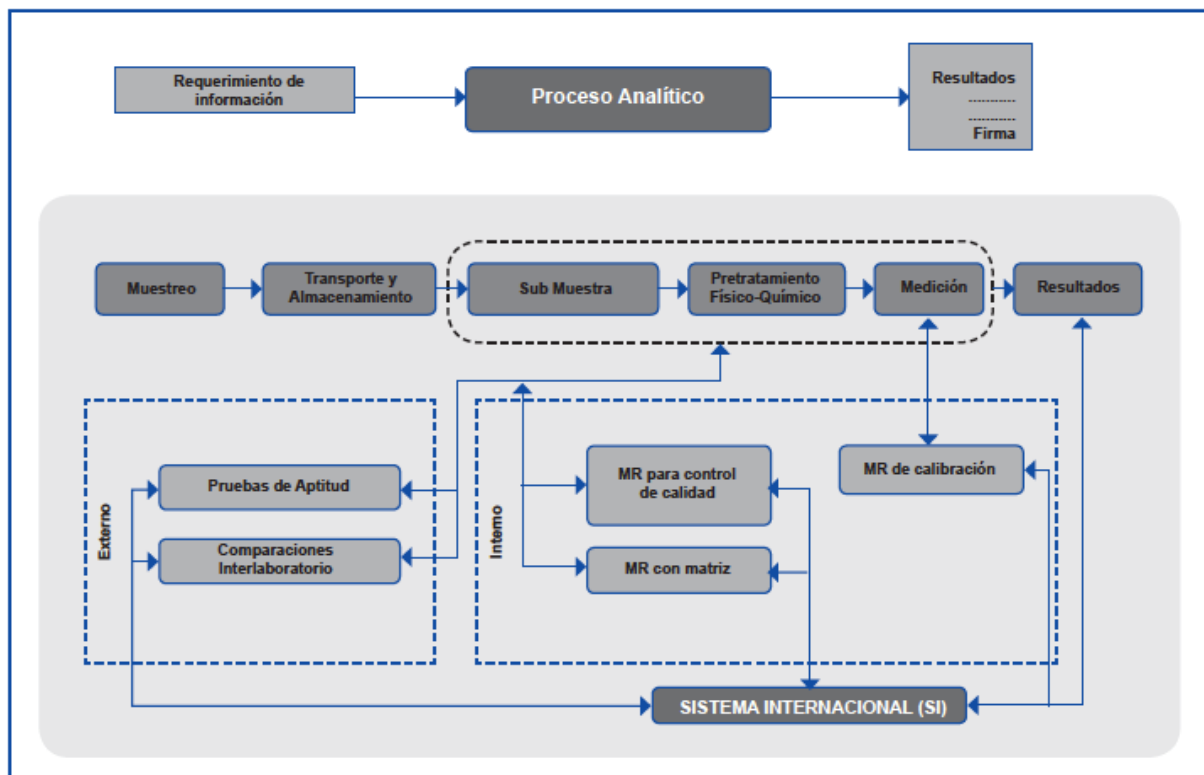 Requerimiento de
información
Proceso Analítico
Resultados
...........
...........
Firma
Muestreo
Transporte y
Almacenamiento
Sub Muestra
Pretratamiento
Físico-Químico
Medición
Resultados
Externo
Pruebas de Aptitud
Comparaciones
Interlaboratorio
Interno
MR para control
de calidad
MR con matriz
MR de calibración
SISTEMA INTERNACIONAL (SI)